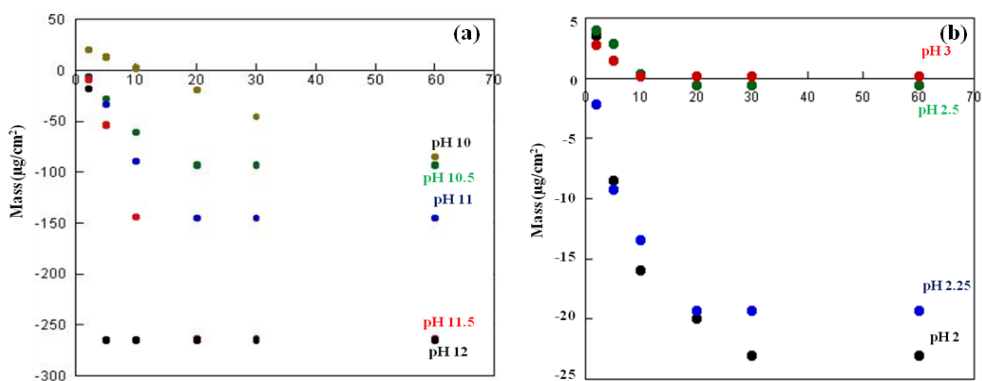 (a)
50
0
-50
-100
-150
-200
-250
-300
0 10 20 30 40 50 60 70
Mass (µg/cm²)
pH 10
pH 10.5
pH 11
pH 11.5
pH 12
(b)
5
0
-5
-10
-15
-20
-25
0 10 20 30 40 50 60 70
Mass (µg/cm²)
pH 3
pH 2.5
pH 2.25
pH 2